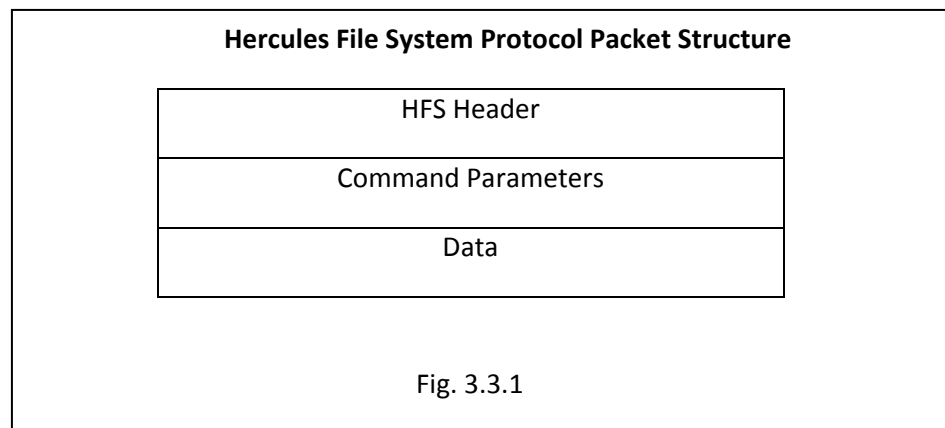 Hercules File System Protocol Packet Structure
HFS Header
Command Parameters
Data
Fig. 3.3.1